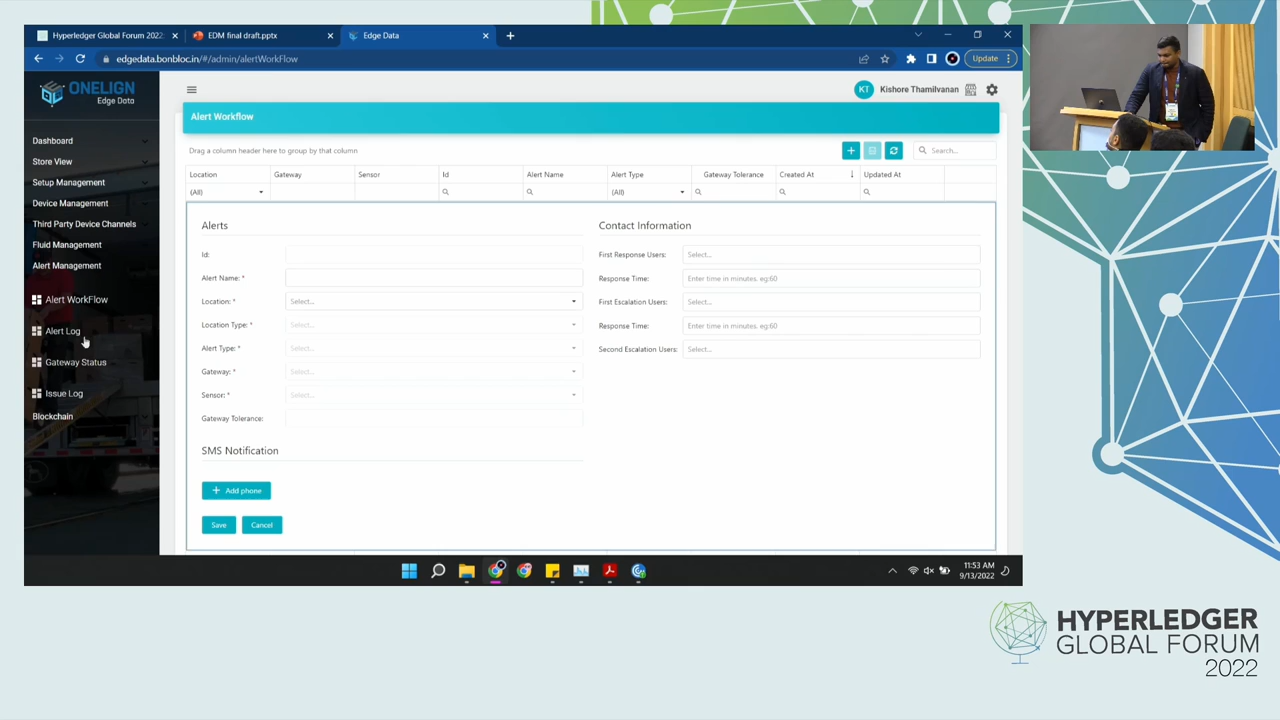 Hyperledger Global Forum 2022:
EDM final draft.pptx
Edge Data
edgedata.bonbloc.in/#/admin/alertWorkFlow
Update
ONELIGN
Edge Data
KT
Kishore Thamilvanan
Dashboard
Store View
Setup Management
Device Management
Third Party Device Channels
Fluid Management
Alert Management
Alert WorkFlow
Alert Log
Gateway Status
Issue Log
Blockchain
Alert Workflow
Drag a column header here to group by that column
Search...
Location
Gateway
Sensor
Id
Alert Name
Alert Type
Gateway Tolerance
Created At
Updated At
(All)
(All)
Alerts
Id:
Alert Name: *
Location: *
Select...
Location Type: *
Select...
Alert Type: *
Select...
Gateway: *
Select...
Sensor: *
Select...
Gateway Tolerance:
SMS Notification
Add phone
Save
Cancel
Contact Information
First Response Users:
Select...
Response Time:
Enter time in minutes. eg:60
First Escalation Users:
Select...
Response Time:
Enter time in minutes. eg:60
Second Escalation Users:
Select...
11:53 AM
9/13/2022
HYPERLEDGER
GLOBAL FORUM
2022